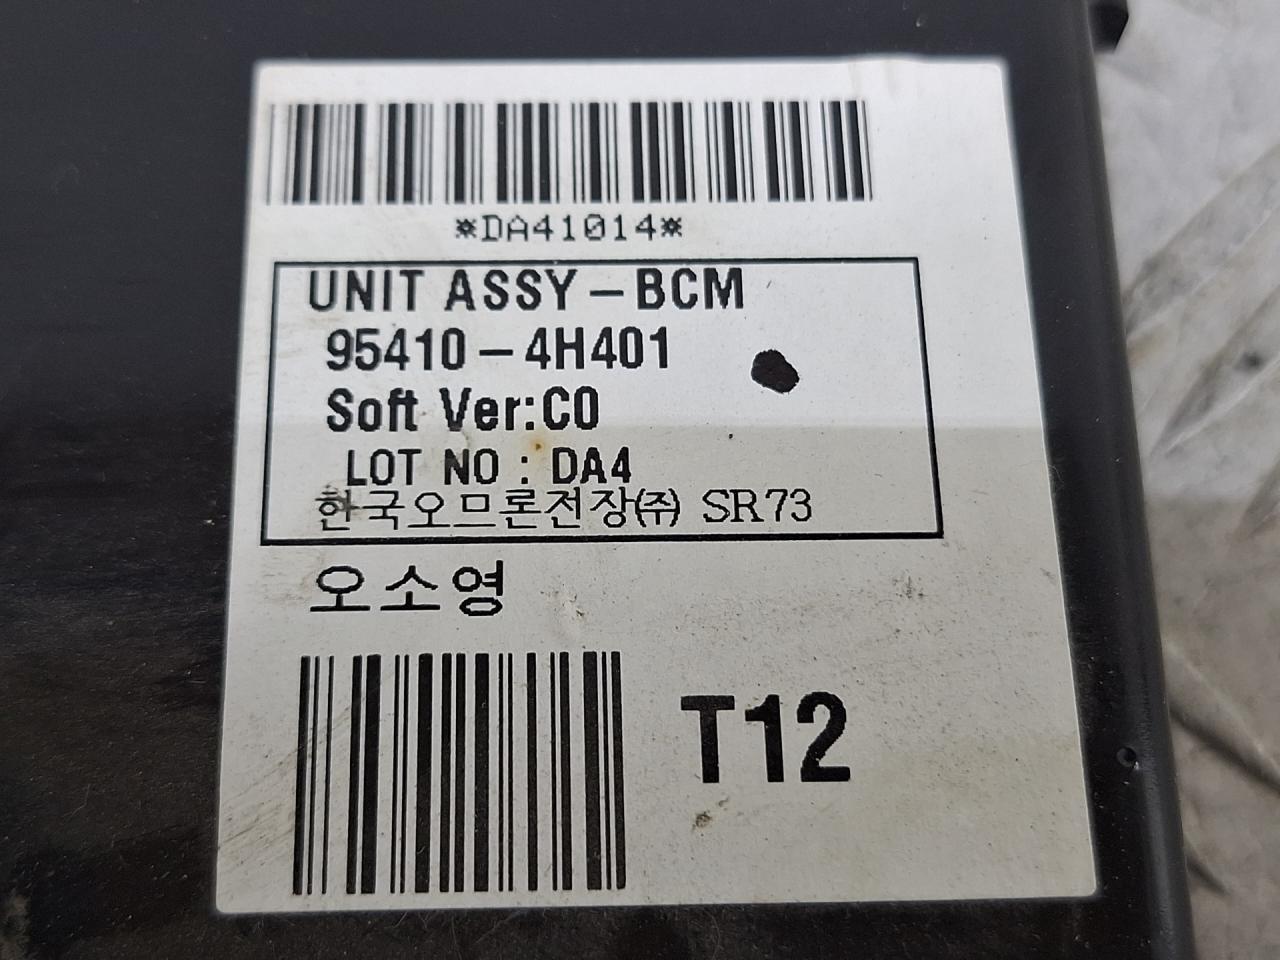 *DA41014*
UNIT ASSY-BCM
95410-4H401
Soft Ver:C0
LOT NO : DA4
한국오므론전장㈜ SR73
오소영
T12